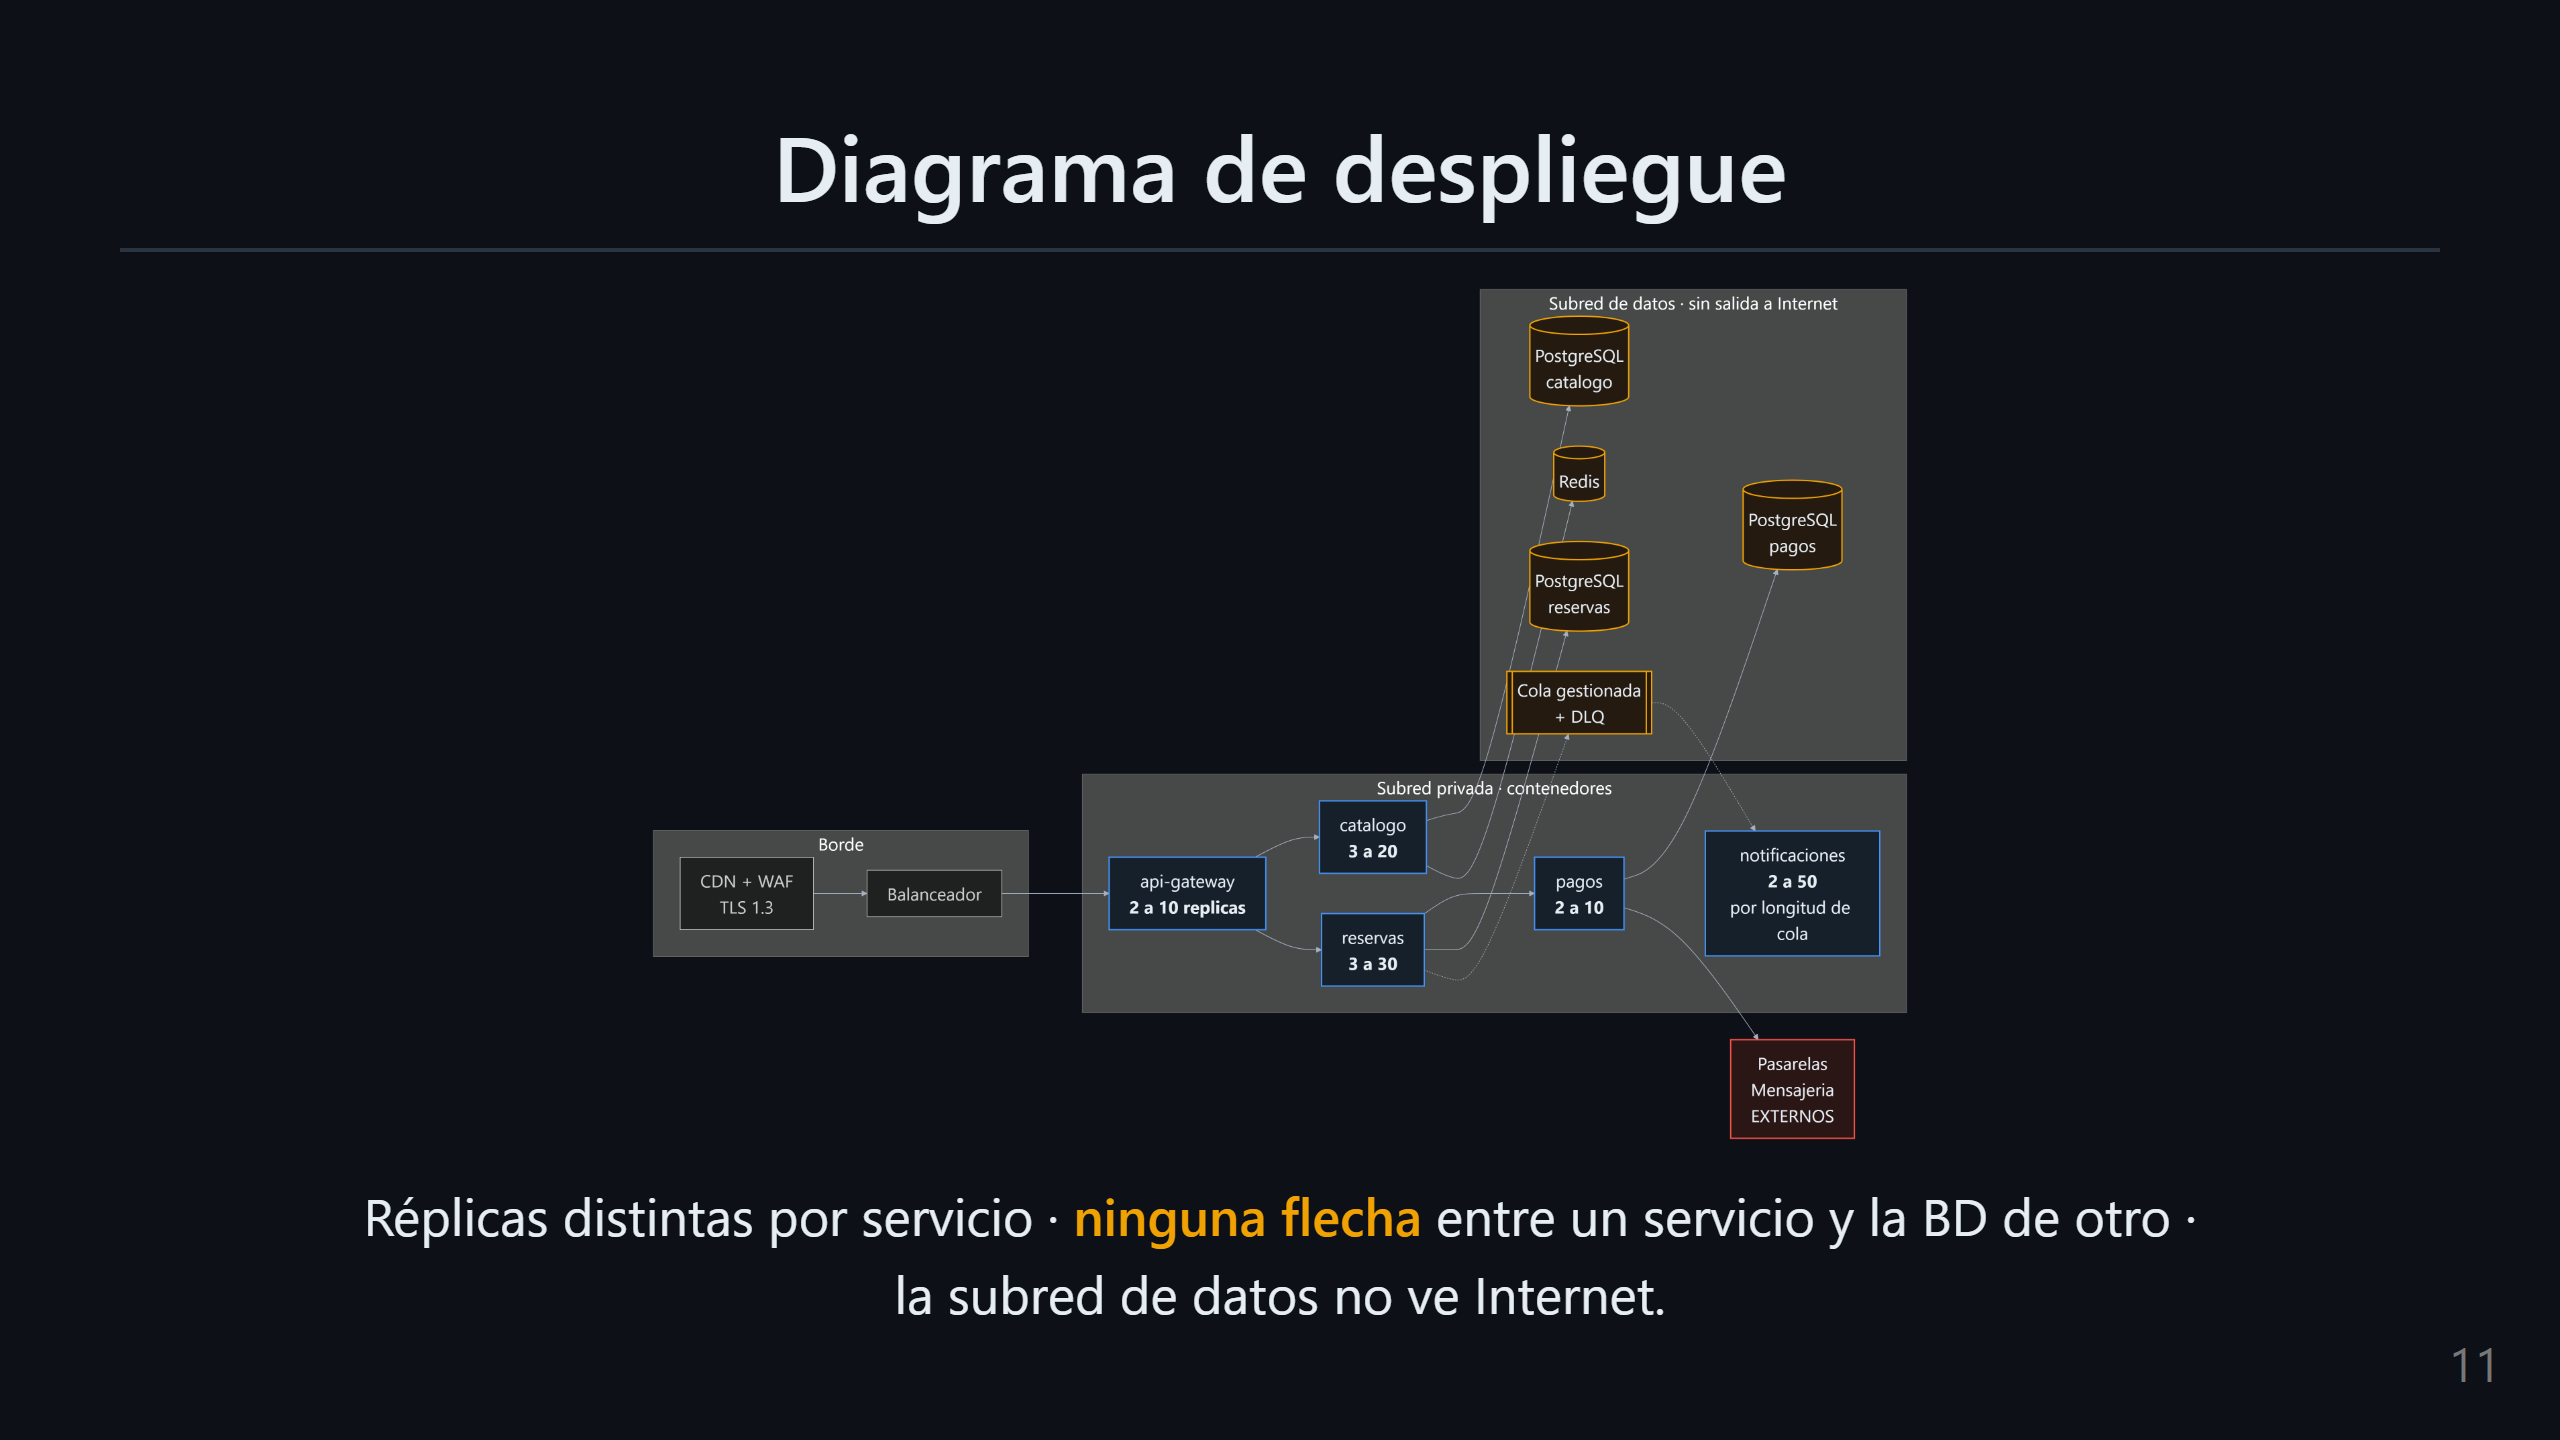 Diagrama de despliegue
Subred de datos · sin salida a Internet
PostgreSQL
catalogo
Redis
PostgreSQL
reservas
PostgreSQL
pagos
Cola gestionada
+ DLQ
Subred privada · contenedores
Borde
CDN + WAF
TLS 1.3
Balanceador
api-gateway
2 a 10 replicas
catalogo
3 a 20
reservas
3 a 30
pagos
2 a 10
notificaciones
2 a 50
por longitud de
cola
Pasarelas
Mensajeria
EXTERNOS
Réplicas distintas por servicio · ninguna flecha entre un servicio y la BD de otro ·
la subred de datos no ve Internet.
11